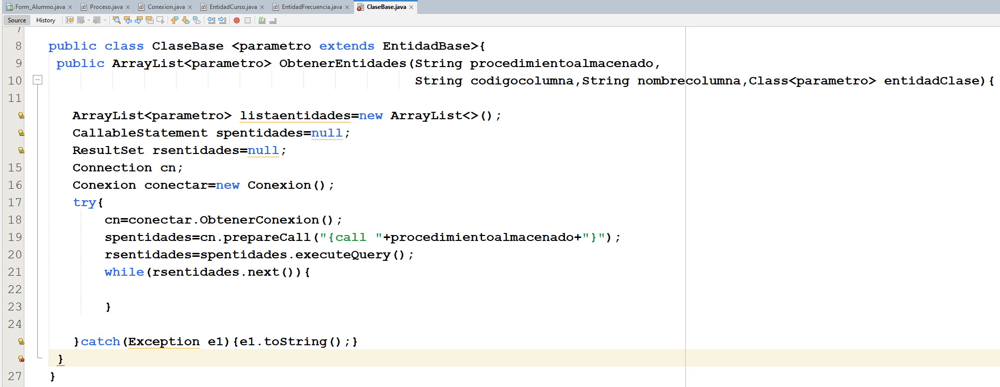 Form_Alumno.java Proceso.java Conexion.java EntidadCurso.java EntidadFrecuencia.java ClaseBase.java
Source History
7
8 public class ClaseBase <parametro extends EntidadBase>{
9 public ArrayList<parametro> ObtenerEntidades(String procedimientoalmacenado,
10 String codigocolumna,String nombrecolumna,Class<parametro> entidadClase){
11
ArrayList<parametro> listaentidades=new ArrayList<>();
CallableStatement spentidades=null;
ResultSet rsentidades=null;
15 Connection cn;
16 Conexion conectar=new Conexion();
17 try{
18 cn=conectar.ObtenerConexion();
19 spentidades=cn.prepareCall("{call "+procedimientoalmacenado+"}");
20 rsentidades=spentidades.executeQuery();
21 while(rsentidades.next()){
22
23 }
24
}catch(Exception e1){e1.toString();}
}
27 }